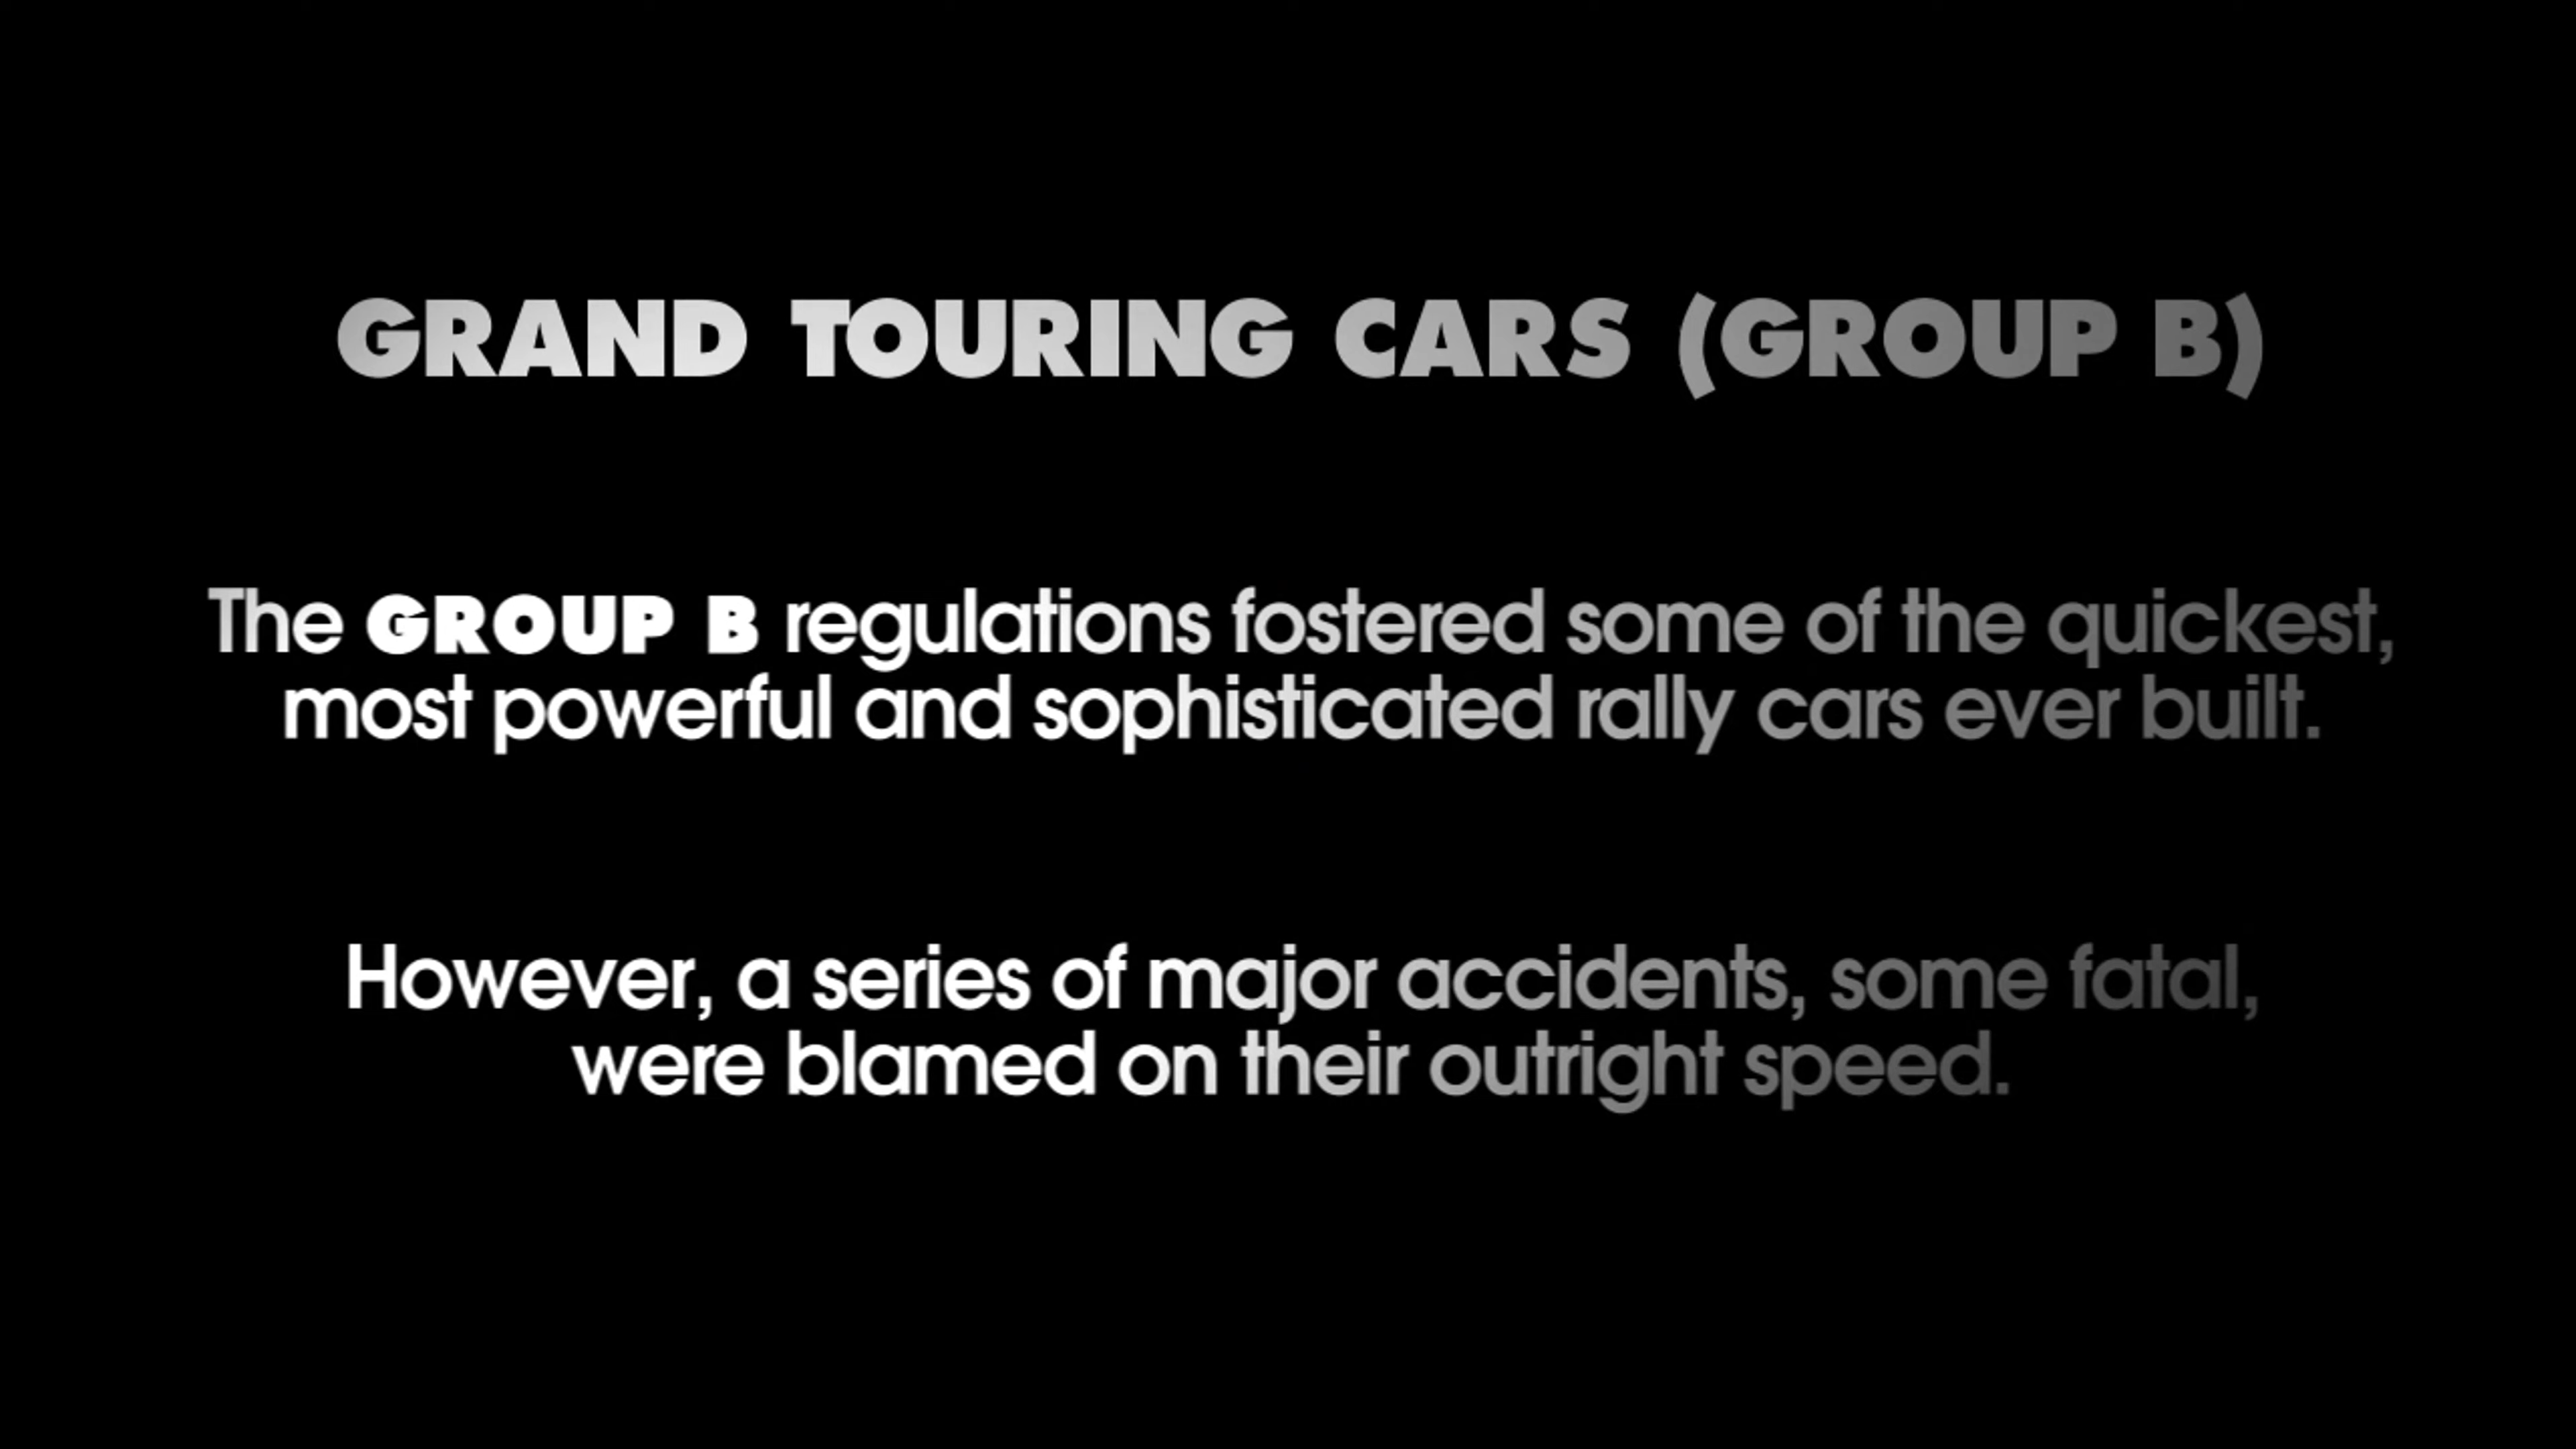 GRAND TOURING CARS (GROUP B)
The GROUP B regulations fostered some of the quickest,
most powerful and sophisticated rally cars ever built.
However, a series of major accidents, some fatal,
were blamed on their outright speed.